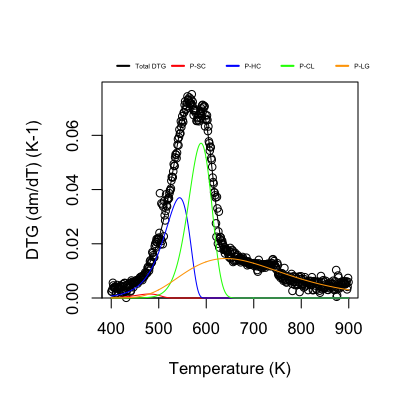 Total DTG P-SC P-HC P-CL P-LG
DTG (dm/dT) (K-1)
0.06
0.04
0.02
0.00
400 500 600 700 800 900
Temperature (K)